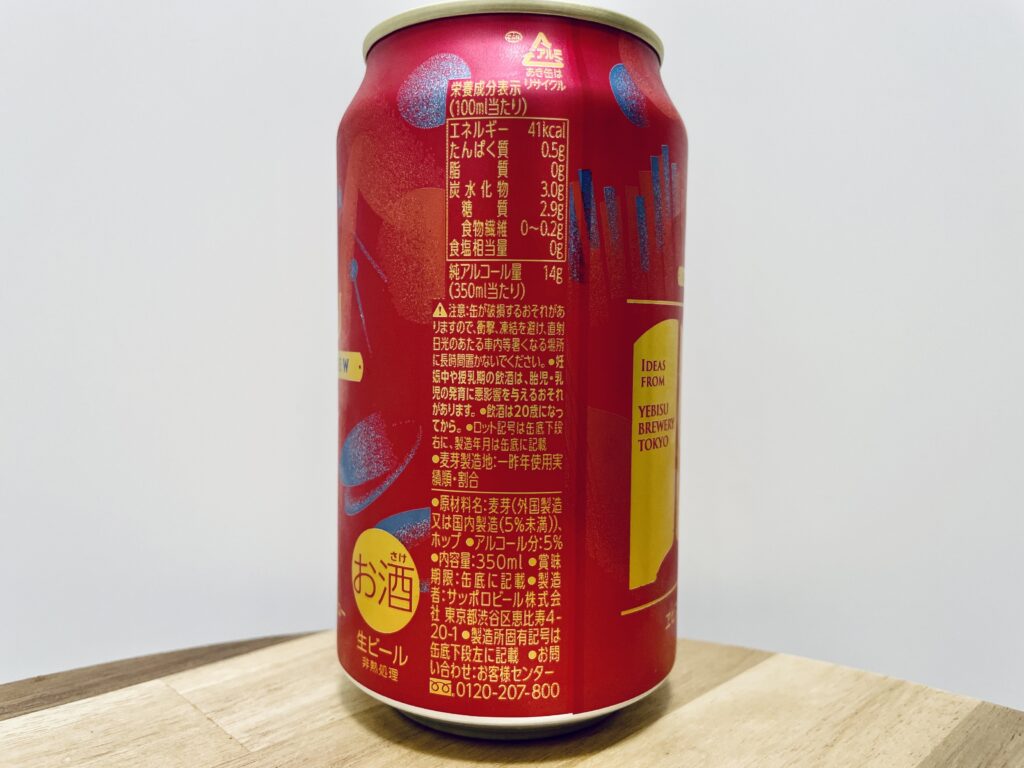 アルミ
あき缶は
リサイクル
栄養成分表示
(100ml当たり)
エネルギー 41kcal
たんぱく質 0.5g
脂質 0g
炭水化物 3.0g
糖質 2.9g
食物繊維 0～0.2g
食塩相当量 0g
純アルコール量 14g
(350ml当たり)
注意:缶が破損するおそれがあ
りますので、衝撃、凍結を避け、直射
日光のあたる車内等暑くなる場所
に長時間置かないでください。●妊
娠中や授乳期の飲酒は、胎児・乳
児の発育に悪影響を与えるおそれ
があります。●飲酒は20歳になっ
てから。●ロット記号は缶底下段
右に、製造年月は缶底に記載
●麦芽製造地:一昨年使用実
績順・割合
●原材料名:麦芽(外国製造
又は国内製造(5%未満))、
ホップ ●アルコール分:5%
●内容量:350ml ●賞味
期限:缶底に記載●製造
者:サッポロビール株式会
社 東京都渋谷区恵比寿4-
20-1 ●製造所固有記号は
缶底下段左に記載 ●お問
い合わせ:お客様センター
0120-207-800
さけ
お酒
生ビール
非熱処理
IDEAS
FROM
YEBISU
BREWERY
TOKYO